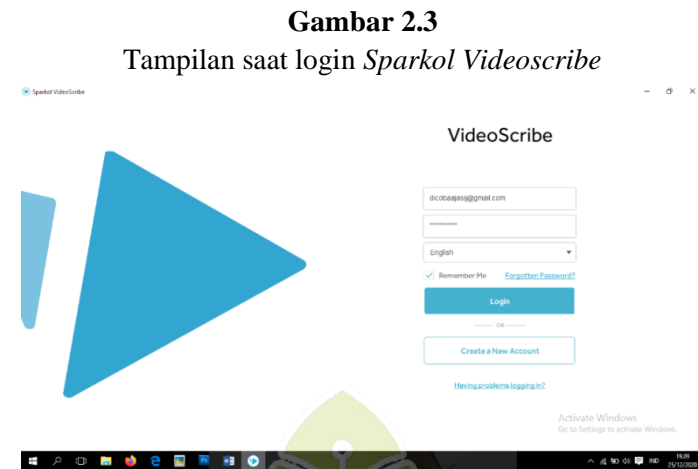 Gambar 2.3
Tampilan saat login Sparkol Videoscribe
Sparkol VideoScribe
VideoScribe
dicobaajasij@gmail.com
***********
English
Remember Me Forgotten Password?
Login
OR
Create a New Account
Having problems logging in?
Activate Windows
Go to Settings to activate Windows.
IND
19.09
25/12/2020